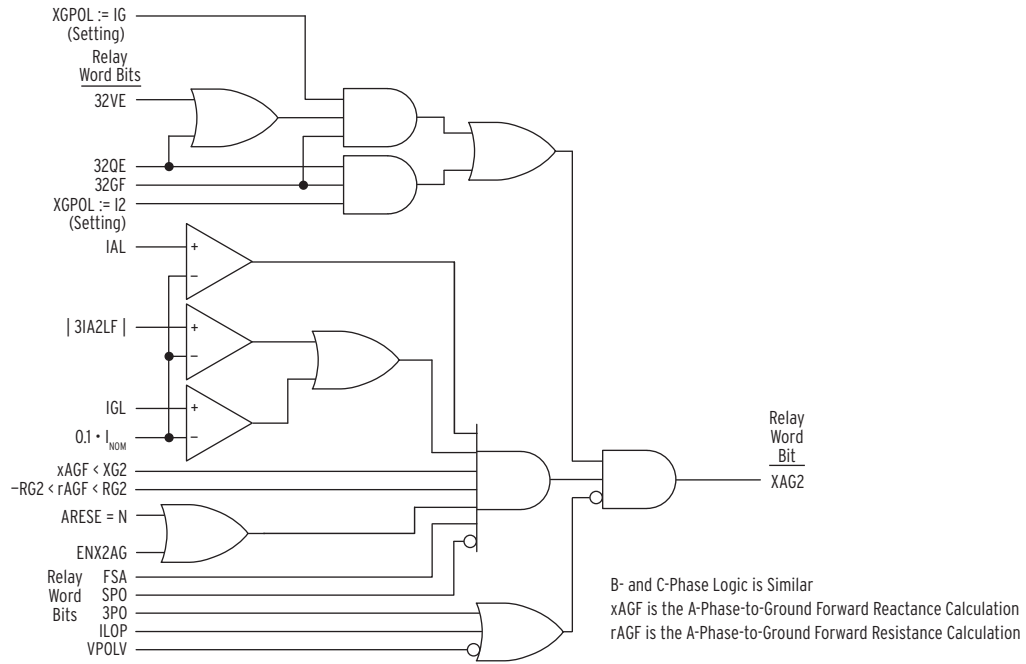 XGPOL := IG
(Setting)
Relay
Word Bits
32VE
32QE
32GF
XGPOL := I2
(Setting)
IAL
+
−
| 3IA2LF |
+
−
IGL
+
0.1 • I_NOM
−
xAGF < XG2
−RG2 < rAGF < RG2
ARESE = N
ENX2AG
Relay
Word
Bits
FSA
SPO
3PO
ILOP
VPOLV
Relay
Word
Bit
XAG2
B- and C-Phase Logic is Similar
xAGF is the A-Phase-to-Ground Forward Reactance Calculation
rAGF is the A-Phase-to-Ground Forward Resistance Calculation